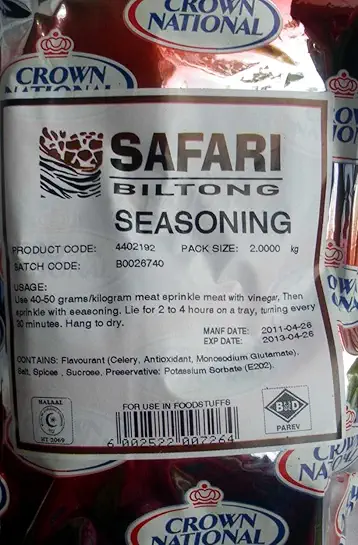 CROWN
NATIONAL
CROWN
NATIONAL
SAFARI
BILTONG
SEASONING
PRODUCT CODE: 4402192 PACK SIZE: 2.0000 kg
BATCH CODE: B0026740
USAGE:
Use 40-50 grams/kilogram meat sprinkle meat with vinegar, Then
sprinkle with seasoning. Lie for 2 to 4 hours on a tray, turning every
30 minutes. Hang to dry.
MANF DATE: 2011-04-26
EXP DATE: 2013-04-26
CONTAINS: Flavourant (Celery, Antioxidant, Monosodium Glutamate).
Salt, Spices , Sucrose, Preservative: Potassium Sorbate (E202).
HALAAL
FOR USE IN FOODSTUFFS
PAREV
6 002522 007264
CROWN
NATIONAL
CROWN
NATIONAL